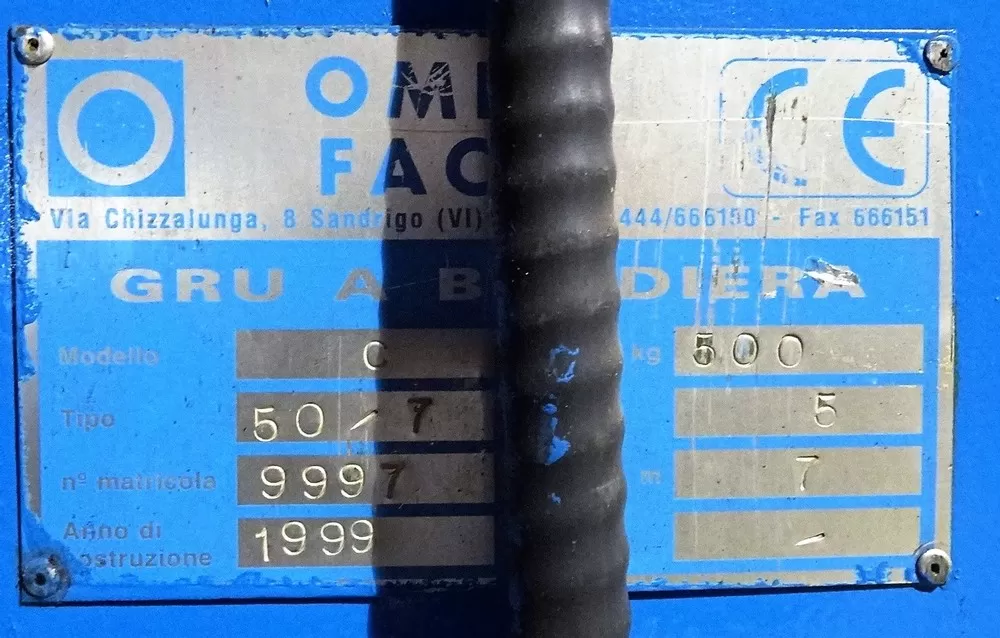 OM
FAC
CE
Via Chizzalunga, 8 Sandrigo (VI) 444/666150 - Fax 666151
GRU A B DIERA
Modello C kg 500
Tipo 50-7 5
nº matricola 9997 m 7
Anno di costruzione 1999 -